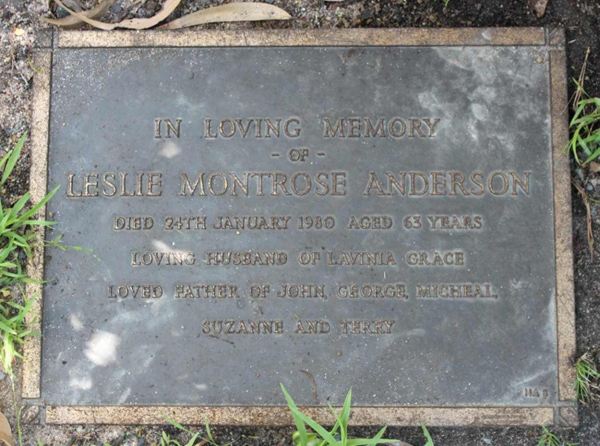 IN LOVING MEMORY
- OF -
LESLIE MONTROSE ANDERSON
DIED 24TH JANUARY 1980 AGED 63 YEARS
LOVING HUSBAND OF LAVINIA GRACE
LOVED FATHER OF JOHN, GEORGE, MICHEAL,
SUZANNE AND TERRY